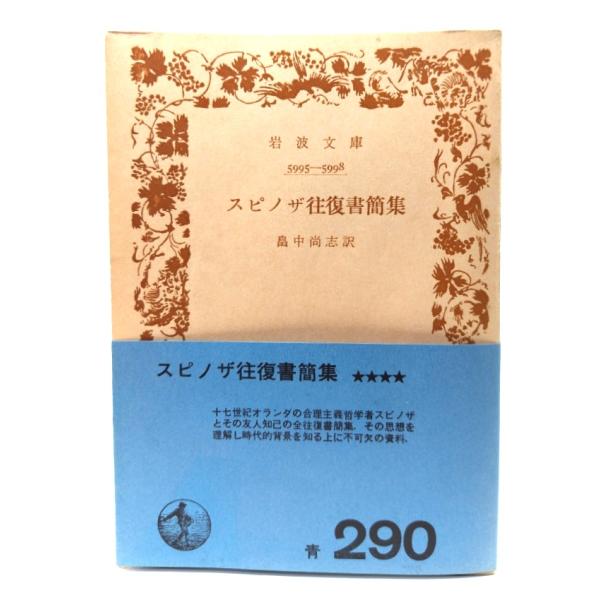 岩波文庫
5995—5998
スピノザ往復書簡集
畠中尚志訳
スピノザ往復書簡集 ★★★★
十七世紀オランダの合理主義哲学者スピノザ
とその友人知己の全往復書簡集．その思想を
理解し時代的背景を知る上に不可欠の資料．
青 290